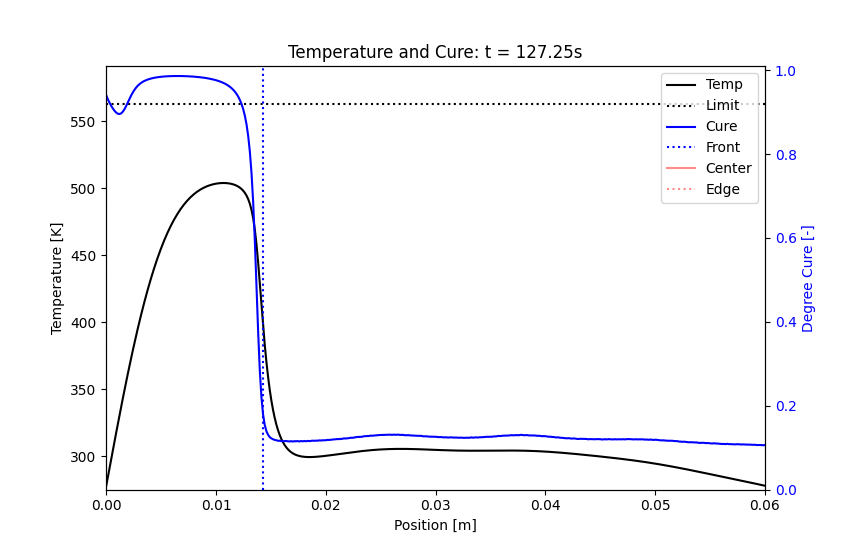 Temperature and Cure: t = 127.25s
Temp
Limit
Cure
Front
Center
Edge
Temperature [K]
550
500
450
400
350
300
Degree Cure [-]
1.0
0.8
0.6
0.4
0.2
0.0
0.00 0.01 0.02 0.03 0.04 0.05 0.06
Position [m]